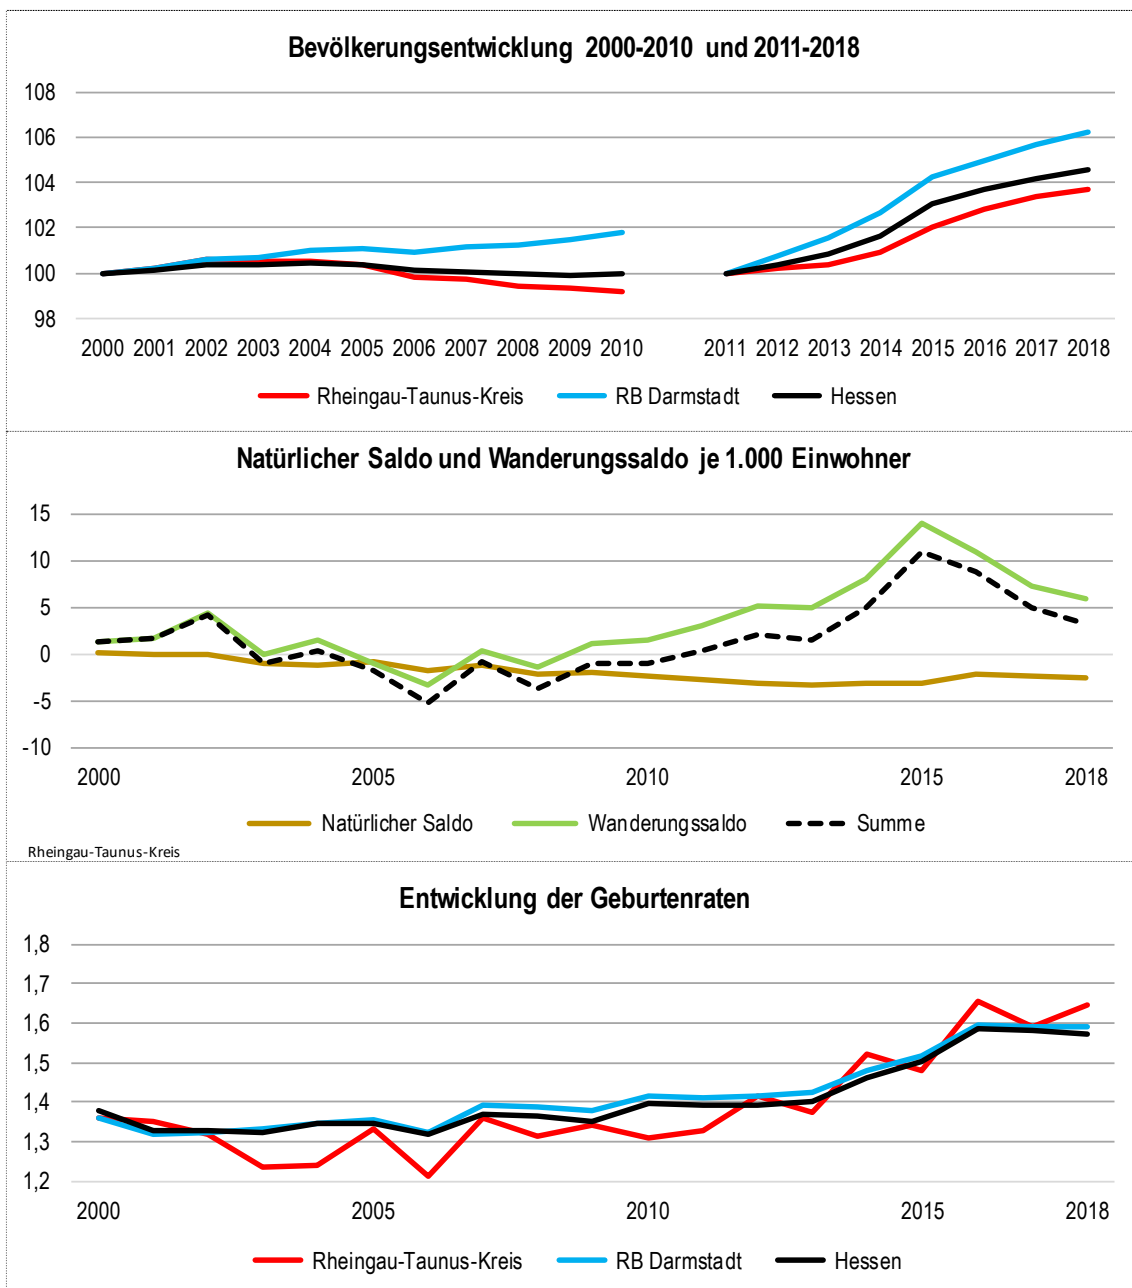 Bevölkerungsentwicklung 2000-2010 und 2011-2018
108
106
104
102
100
98
2000 2001 2002 2003 2004 2005 2006 2007 2008 2009 2010 2011 2012 2013 2014 2015 2016 2017 2018
Rheingau-Taunus-Kreis RB Darmstadt Hessen
Natürlicher Saldo und Wanderungssaldo je 1.000 Einwohner
15
10
5
0
-5
-10
2000 2005 2010 2015 2018
Natürlicher Saldo Wanderungssaldo Summe
Rheingau-Taunus-Kreis
Entwicklung der Geburtenraten
1,8
1,7
1,6
1,5
1,4
1,3
1,2
2000 2005 2010 2015 2018
Rheingau-Taunus-Kreis RB Darmstadt Hessen